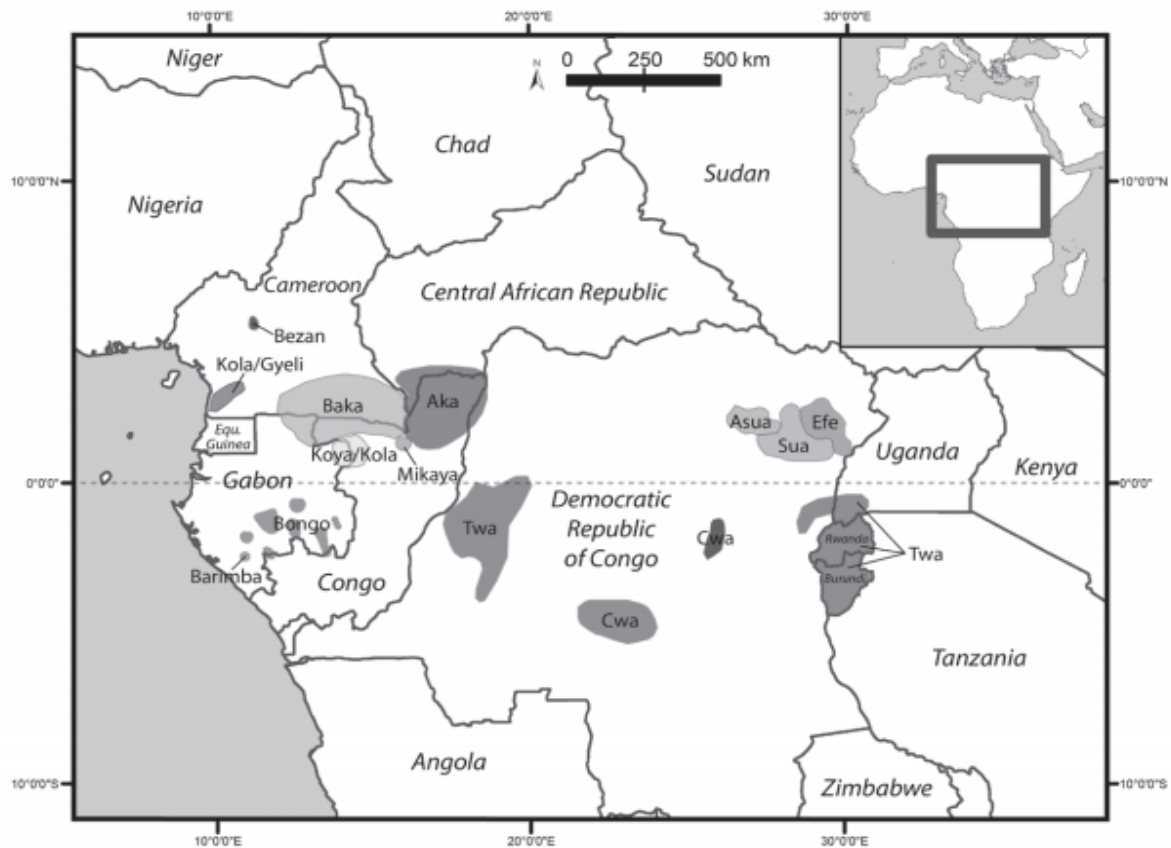 10°0'0"E
20°0'0"E
30°0'0"E
Niger
N
0 250 500 km
Chad
Sudan
10°0'0"N
10°0'0"N
Nigeria
Cameroon
Central African Republic
Bezan
Kola/Gyeli
Baka
Aka
Asua
Efe
Sua
Equ.
Guinea
Uganda
Koya/Kola
Mikaya
Kenya
Gabon
0°0'0"
0°0'0"
Democratic
Republic
of Congo
Bongo
Twa
Cwa
Rwanda
Twa
Barimba
Congo
Burundi
Cwa
Tanzania
Angola
Zimbabwe
10°0'0"S
10°0'0"S
10°0'0"E
20°0'0"E
30°0'0"E